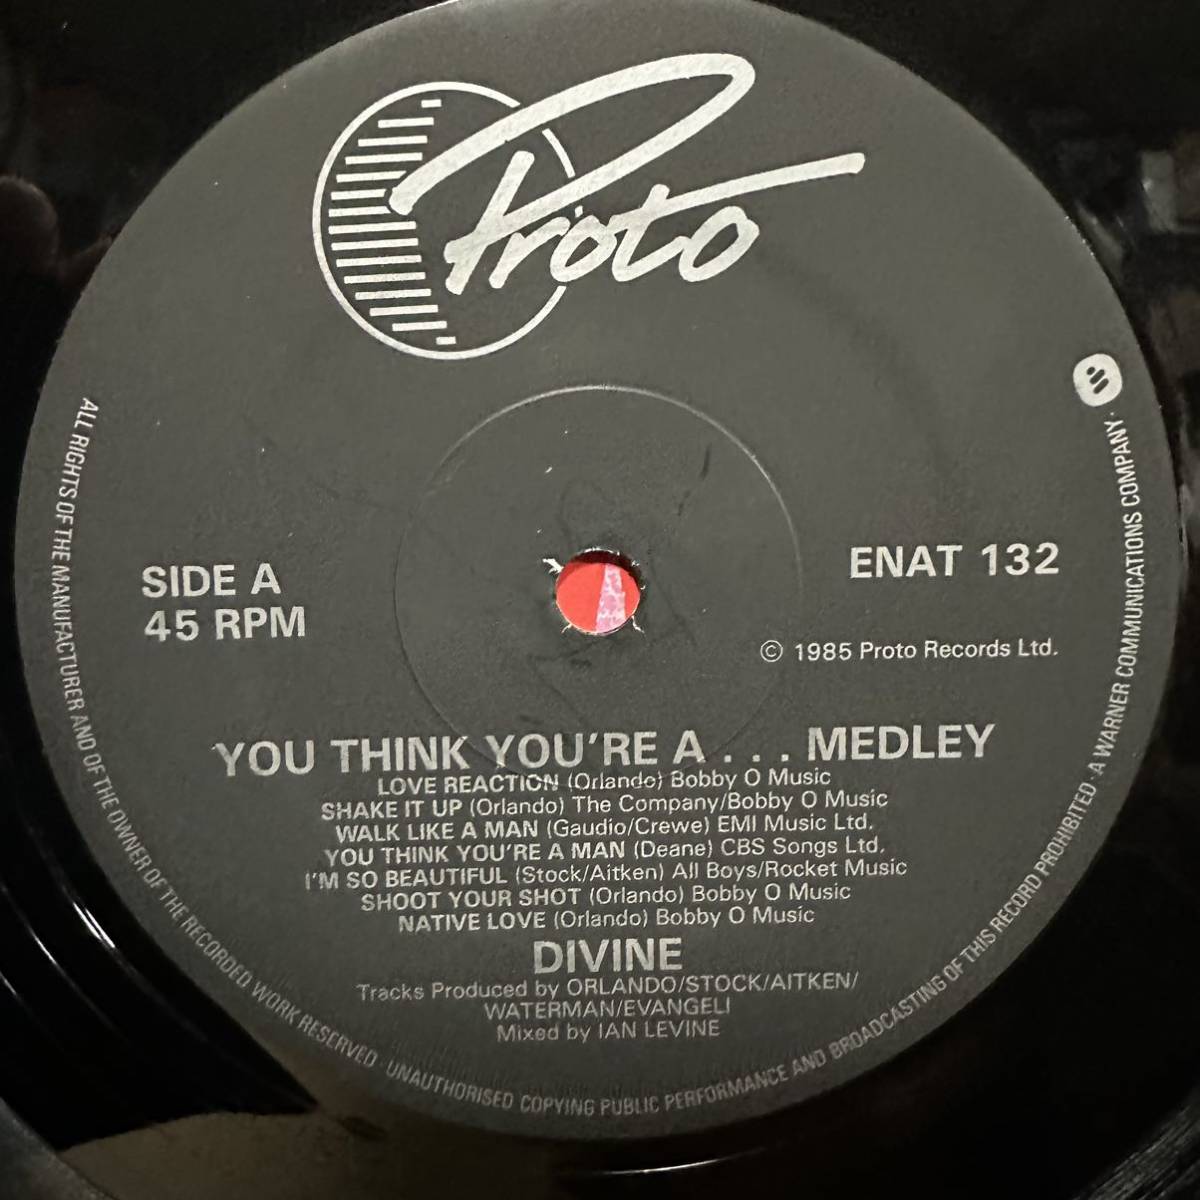 Proto
SIDE A
45 RPM
ENAT 132
© 1985 Proto Records Ltd.
YOU THINK YOU'RE A . . . MEDLEY
LOVE REACTION (Orlando) Bobby O Music
SHAKE IT UP (Orlando) The Company/Bobby O Music
WALK LIKE A MAN (Gaudio/Crewe) EMI Music Ltd.
YOU THINK YOU'RE A MAN (Deane) CBS Songs Ltd.
I'M SO BEAUTIFUL (Stock/Aitken) All Boys/Rocket Music
SHOOT YOUR SHOT (Orlando) Bobby O Music
NATIVE LOVE (Orlando) Bobby O Music
DIVINE
Tracks Produced by ORLANDO/STOCK/AITKEN/
WATERMAN/EVANGELI
Mixed by IAN LEVINE
ALL RIGHTS OF THE MANUFACTURER AND OF THE OWNER OF THE RECORDED WORK RESERVED · UNAUTHORISED COPYING PUBLIC PERFORMANCE AND BROADCASTING OF THIS RECORD PROHIBITED · A WARNER COMMUNICATIONS COMPANY ·